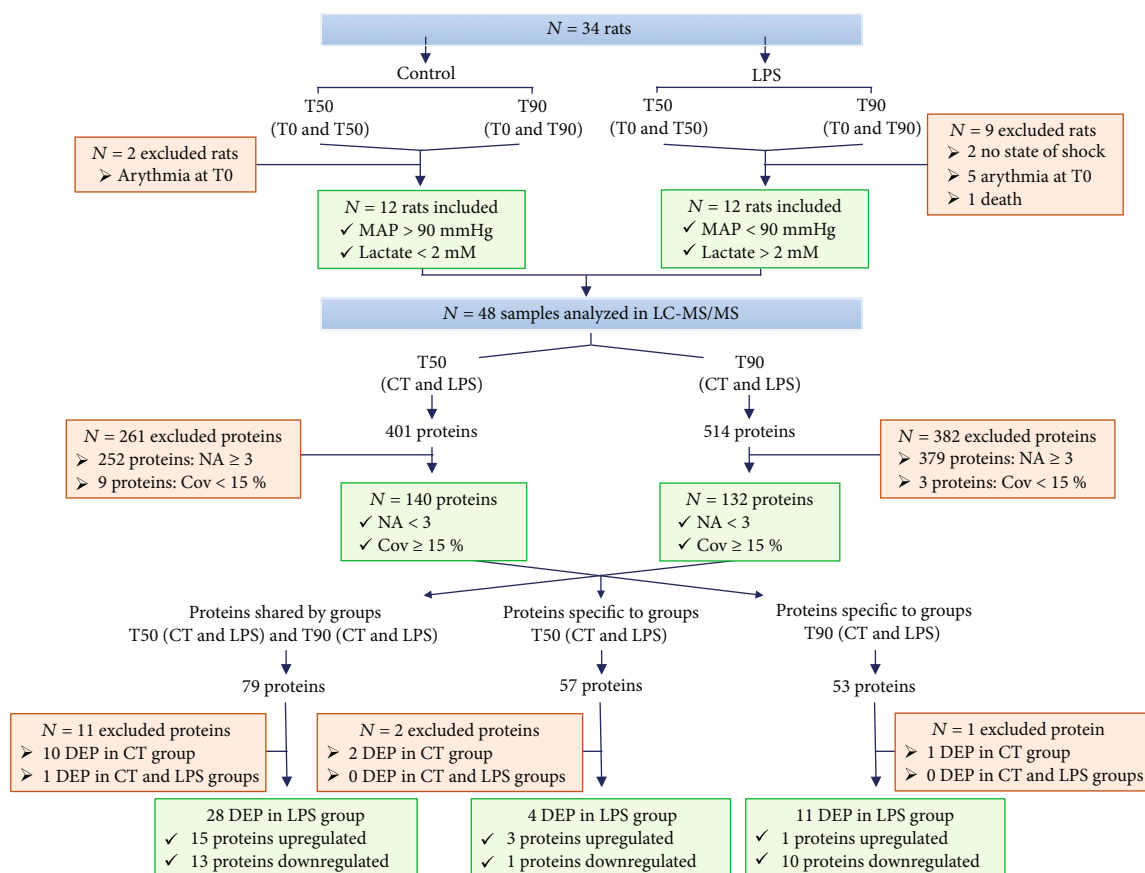 N = 34 rats
Control
LPS
T50
(T0 and T50)
T90
(T0 and T90)
T50
(T0 and T50)
T90
(T0 and T90)
N = 2 excluded rats
➢ Arythmia at T0
N = 9 excluded rats
➢ 2 no state of shock
➢ 5 arythmia at T0
➢ 1 death
N = 12 rats included
✓ MAP > 90 mmHg
✓ Lactate < 2 mM
N = 12 rats included
✓ MAP < 90 mmHg
✓ Lactate > 2 mM
N = 48 samples analyzed in LC-MS/MS
T50
(CT and LPS)
T90
(CT and LPS)
401 proteins
514 proteins
N = 261 excluded proteins
➢ 252 proteins: NA ≥ 3
➢ 9 proteins: Cov < 15 %
N = 382 excluded proteins
➢ 379 proteins: NA ≥ 3
➢ 3 proteins: Cov < 15 %
N = 140 proteins
✓ NA < 3
✓ Cov ≥ 15 %
N = 132 proteins
✓ NA < 3
✓ Cov ≥ 15 %
Proteins shared by groups
T50 (CT and LPS) and T90 (CT and LPS)
Proteins specific to groups
T50 (CT and LPS)
Proteins specific to groups
T90 (CT and LPS)
79 proteins
57 proteins
53 proteins
N = 11 excluded proteins
➢ 10 DEP in CT group
➢ 1 DEP in CT and LPS groups
N = 2 excluded proteins
➢ 2 DEP in CT group
➢ 0 DEP in CT and LPS groups
N = 1 excluded protein
➢ 1 DEP in CT group
➢ 0 DEP in CT and LPS groups
28 DEP in LPS group
✓ 15 proteins upregulated
✓ 13 proteins downregulated
4 DEP in LPS group
✓ 3 proteins upregulated
✓ 1 proteins downregulated
11 DEP in LPS group
✓ 1 proteins upregulated
✓ 10 proteins downregulated